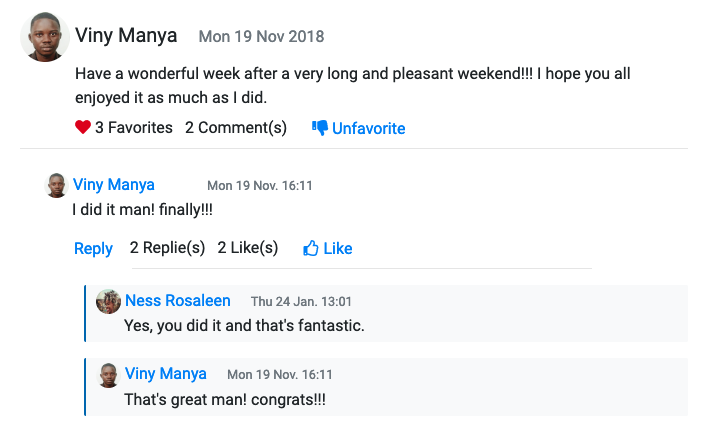 Viny Manya Mon 19 Nov 2018
Have a wonderful week after a very long and pleasant weekend!!! I hope you all
enjoyed it as much as I did.
3 Favorites 2 Comment(s) Unfavorite
Viny Manya Mon 19 Nov. 16:11
I did it man! finally!!!
Reply 2 Replie(s) 2 Like(s) Like
Ness Rosaleen Thu 24 Jan. 13:01
Yes, you did it and that's fantastic.
Viny Manya Mon 19 Nov. 16:11
That's great man! congrats!!!